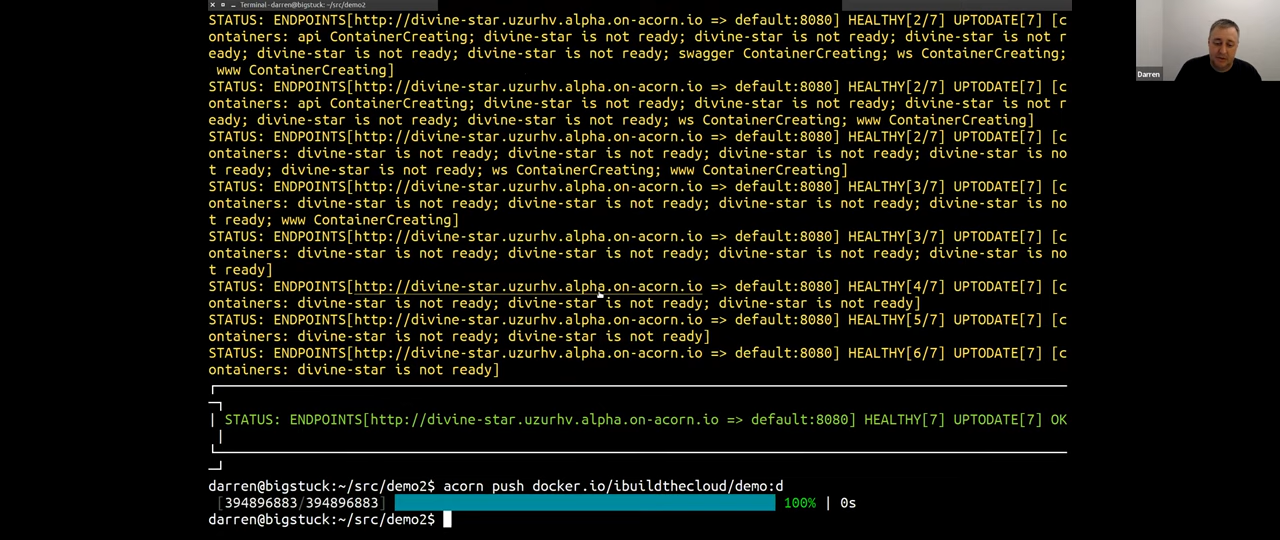 Terminal - darren@bigstuck: ~/src/demo2
STATUS: ENDPOINTS[http://divine-star.uzurhv.alpha.on-acorn.io => default:8080] HEALTHY[2/7] UPTODATE[7] [c
ontainers: api ContainerCreating; divine-star is not ready; divine-star is not ready; divine-star is not r
eady; divine-star is not ready; divine-star is not ready; swagger ContainerCreating; ws ContainerCreating;
www ContainerCreating]
STATUS: ENDPOINTS[http://divine-star.uzurhv.alpha.on-acorn.io => default:8080] HEALTHY[2/7] UPTODATE[7] [c
ontainers: api ContainerCreating; divine-star is not ready; divine-star is not ready; divine-star is not r
eady; divine-star is not ready; divine-star is not ready; ws ContainerCreating; www ContainerCreating]
STATUS: ENDPOINTS[http://divine-star.uzurhv.alpha.on-acorn.io => default:8080] HEALTHY[2/7] UPTODATE[7] [c
ontainers: divine-star is not ready; divine-star is not ready; divine-star is not ready; divine-star is no
t ready; divine-star is not ready; ws ContainerCreating; www ContainerCreating]
STATUS: ENDPOINTS[http://divine-star.uzurhv.alpha.on-acorn.io => default:8080] HEALTHY[3/7] UPTODATE[7] [c
ontainers: divine-star is not ready; divine-star is not ready; divine-star is not ready; divine-star is no
t ready; www ContainerCreating]
STATUS: ENDPOINTS[http://divine-star.uzurhv.alpha.on-acorn.io => default:8080] HEALTHY[3/7] UPTODATE[7] [c
ontainers: divine-star is not ready; divine-star is not ready; divine-star is not ready; divine-star is no
t ready]
STATUS: ENDPOINTS[http://divine-star.uzurhv.alpha.on-acorn.io => default:8080] HEALTHY[4/7] UPTODATE[7] [c
ontainers: divine-star is not ready; divine-star is not ready; divine-star is not ready]
STATUS: ENDPOINTS[http://divine-star.uzurhv.alpha.on-acorn.io => default:8080] HEALTHY[5/7] UPTODATE[7] [c
ontainers: divine-star is not ready; divine-star is not ready]
STATUS: ENDPOINTS[http://divine-star.uzurhv.alpha.on-acorn.io => default:8080] HEALTHY[6/7] UPTODATE[7] [c
ontainers: divine-star is not ready]
STATUS: ENDPOINTS[http://divine-star.uzurhv.alpha.on-acorn.io => default:8080] HEALTHY[7] UPTODATE[7] OK
darren@bigstuck:~/src/demo2$ acorn push docker.io/ibuildthecloud/demo:d
[394896883/394896883] 100% | 0s
darren@bigstuck:~/src/demo2$
Darren